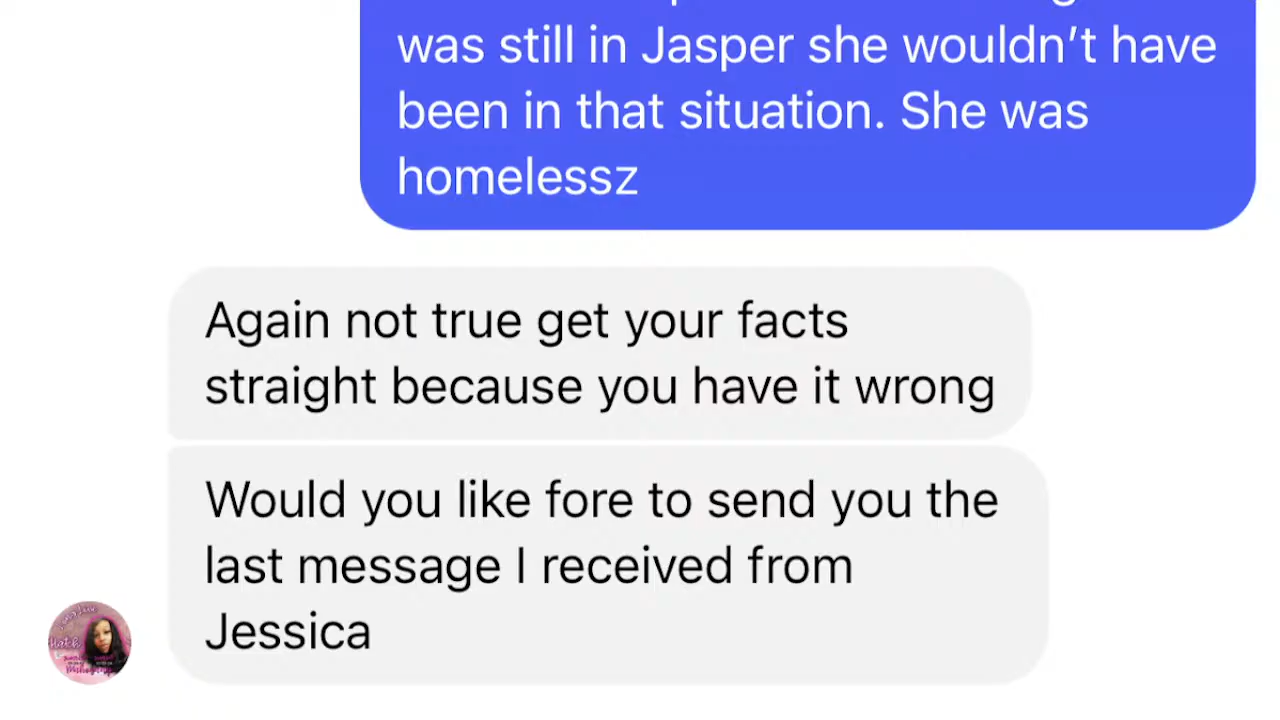 was still in Jasper she wouldn’t have
been in that situation. She was
homelessz
Again not true get your facts
straight because you have it wrong
Would you like fore to send you the
last message I received from
Jessica